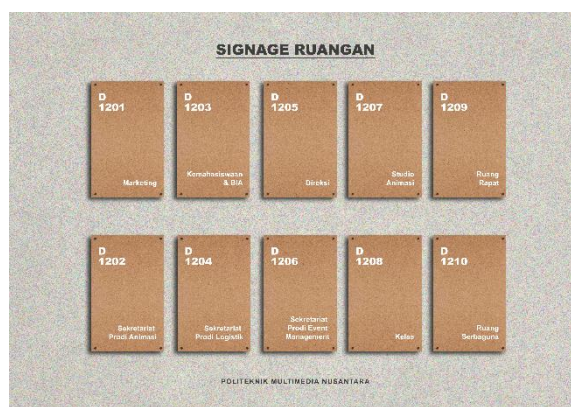 SIGNAGE RUANGAN
D
1201
Marketing
D
1203
Kemahasiswaan
& BIA
D
1205
Direksi
D
1207
Studio
Animasi
D
1209
Ruang
Rapat
D
1202
Sekretariat
Prodi Animasi
D
1204
Sekretariat
Prodi Logistik
D
1206
Sekretariat
Prodi Event
Management
D
1208
Kelas
D
1210
Ruang
Serbaguna
POLITEKNIK MULTIMEDIA NUSANTARA